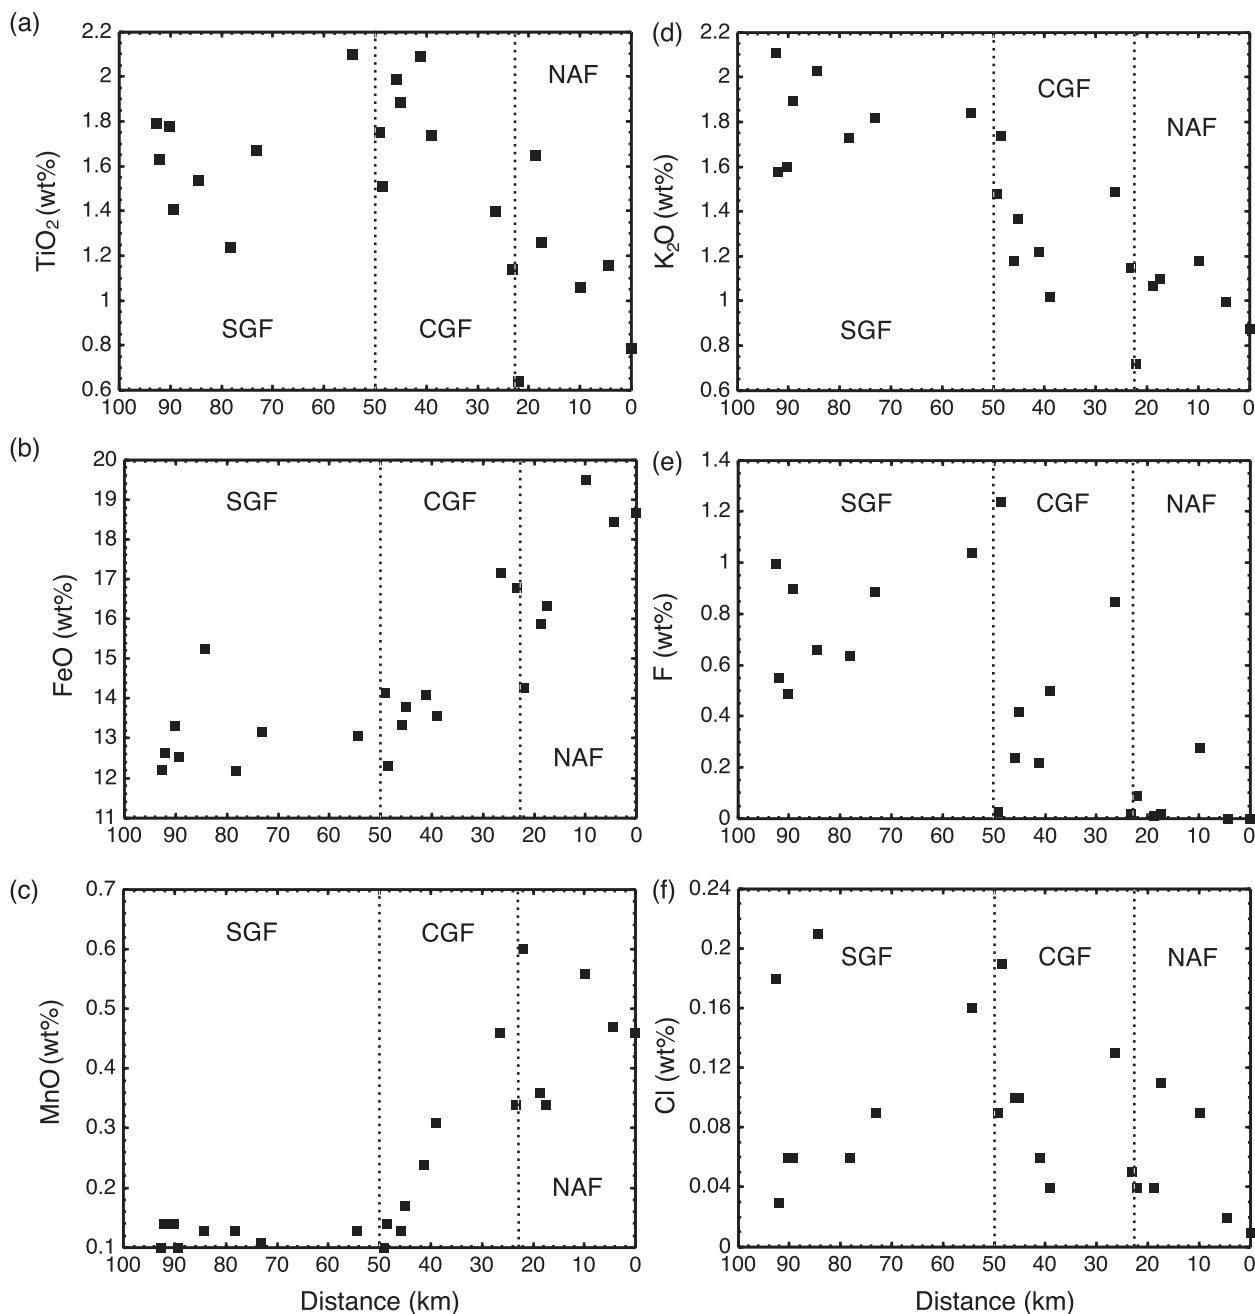 (a)
TiO2 (wt%)
2.2
2
1.8
1.6
1.4
1.2
1
0.8
0.6
NAF
SGF
CGF
100 90 80 70 60 50 40 30 20 10 0
(d)
K2O (wt%)
2.2
2
1.8
1.6
1.4
1.2
1
0.8
0.6
CGF
NAF
SGF
100 90 80 70 60 50 40 30 20 10 0
(b)
FeO (wt%)
20
19
18
17
16
15
14
13
12
11
SGF
CGF
NAF
100 90 80 70 60 50 40 30 20 10 0
(e)
F (wt%)
1.4
1.2
1
0.8
0.6
0.4
0.2
0
SGF
CGF
NAF
100 90 80 70 60 50 40 30 20 10 0
(c)
MnO (wt%)
0.7
0.6
0.5
0.4
0.3
0.2
0.1
SGF
CGF
NAF
100 90 80 70 60 50 40 30 20 10 0
Distance (km)
(f)
Cl (wt%)
0.24
0.2
0.16
0.12
0.08
0.04
0
SGF
CGF
NAF
100 90 80 70 60 50 40 30 20 10 0
Distance (km)